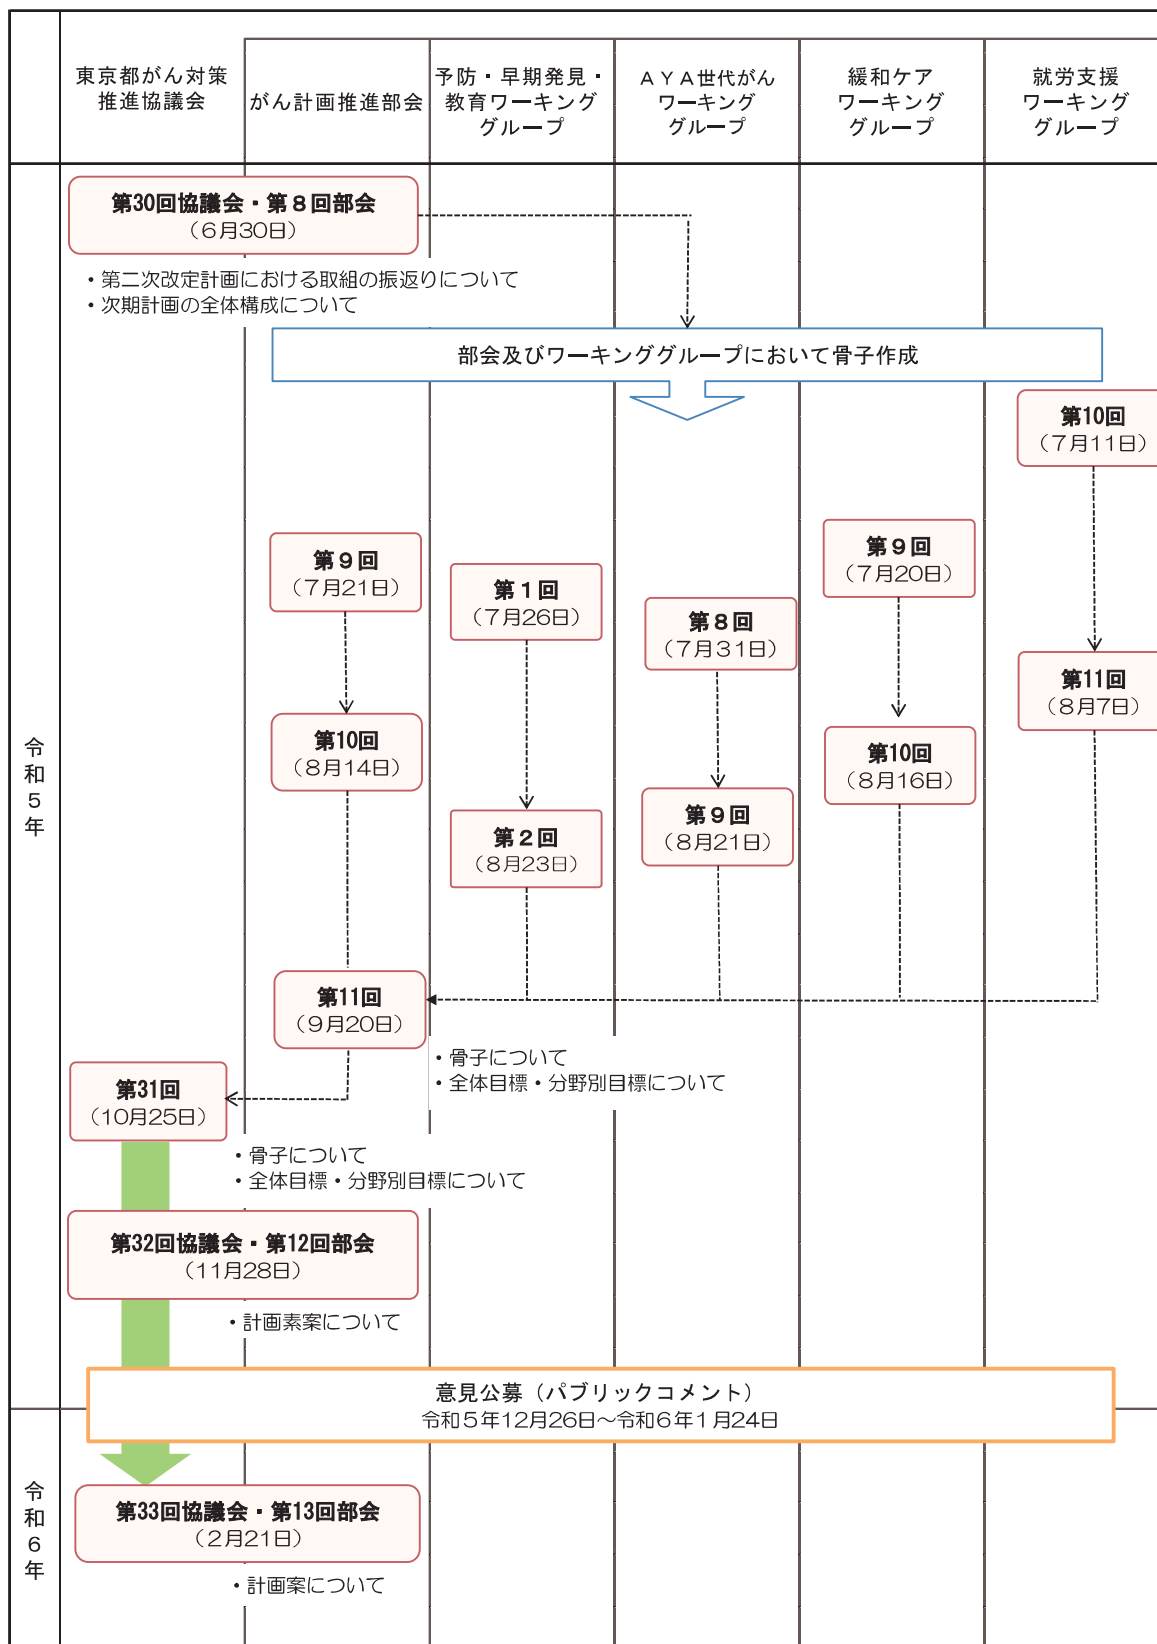 東京都がん対策
推進協議会
がん計画推進部会
予防・早期発見・
教育ワーキング
グループ
ＡＹＡ世代がん
ワーキング
グループ
緩和ケア
ワーキング
グループ
就労支援
ワーキング
グループ
令和５年
第30回協議会・第８回部会
（6月30日）
・第二次改定計画における取組の振返りについて
・次期計画の全体構成について
部会及びワーキンググループにおいて骨子作成
第10回
（7月11日）
第９回
（7月21日）
第１回
（7月26日）
第８回
（7月31日）
第９回
（7月20日）
第11回
（8月7日）
第10回
（8月14日）
第２回
（8月23日）
第９回
（8月21日）
第10回
（8月16日）
第11回
（9月20日）
・骨子について
・全体目標・分野別目標について
第31回
（10月25日）
・骨子について
・全体目標・分野別目標について
第32回協議会・第12回部会
（11月28日）
・計画素案について
意見公募（パブリックコメント）
令和５年12月26日～令和６年１月24日
令和６年
第33回協議会・第13回部会
（2月21日）
・計画案について